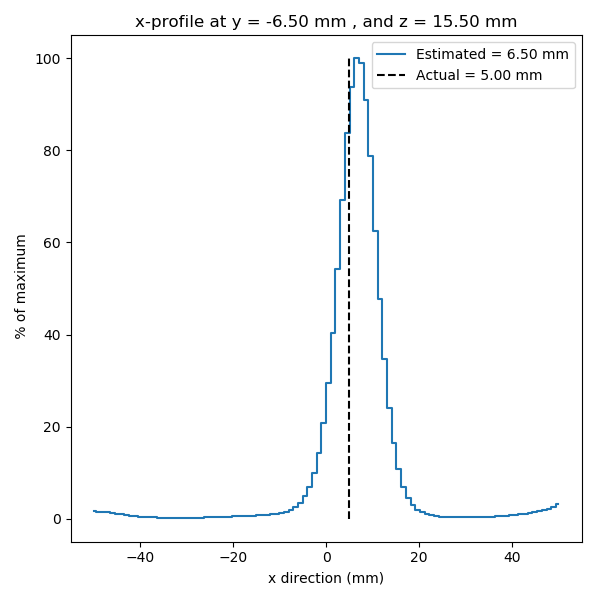 x-profile at y = -6.50 mm , and z = 15.50 mm
Estimated = 6.50 mm
Actual = 5.00 mm
100
80
60
40
20
0
% of maximum
−40 −20 0 20 40
x direction (mm)